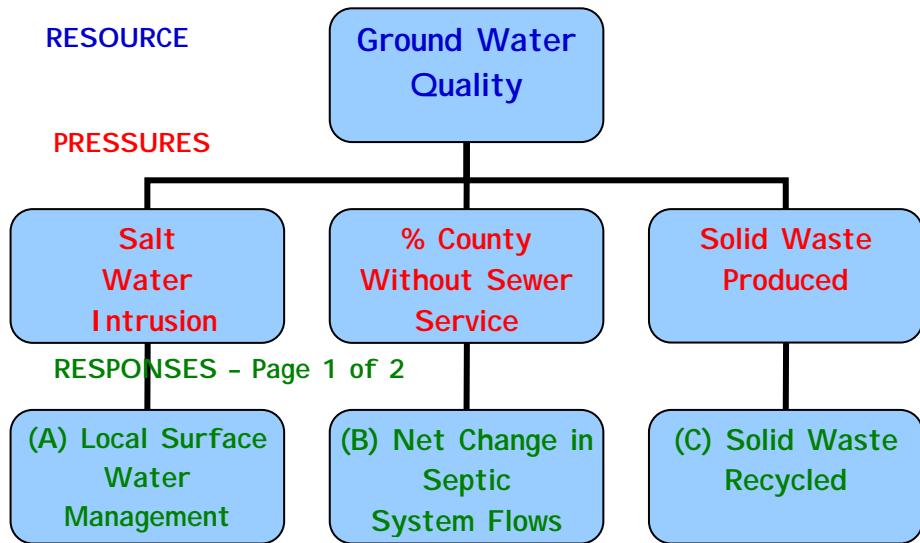 RESOURCE
Ground Water
Quality
PRESSURES
Salt
Water
Intrusion
% County
Without Sewer
Service
Solid Waste
Produced
RESPONSES – Page 1 of 2
(A) Local Surface
Water
Management
(B) Net Change in
Septic
System Flows
(C) Solid Waste
Recycled